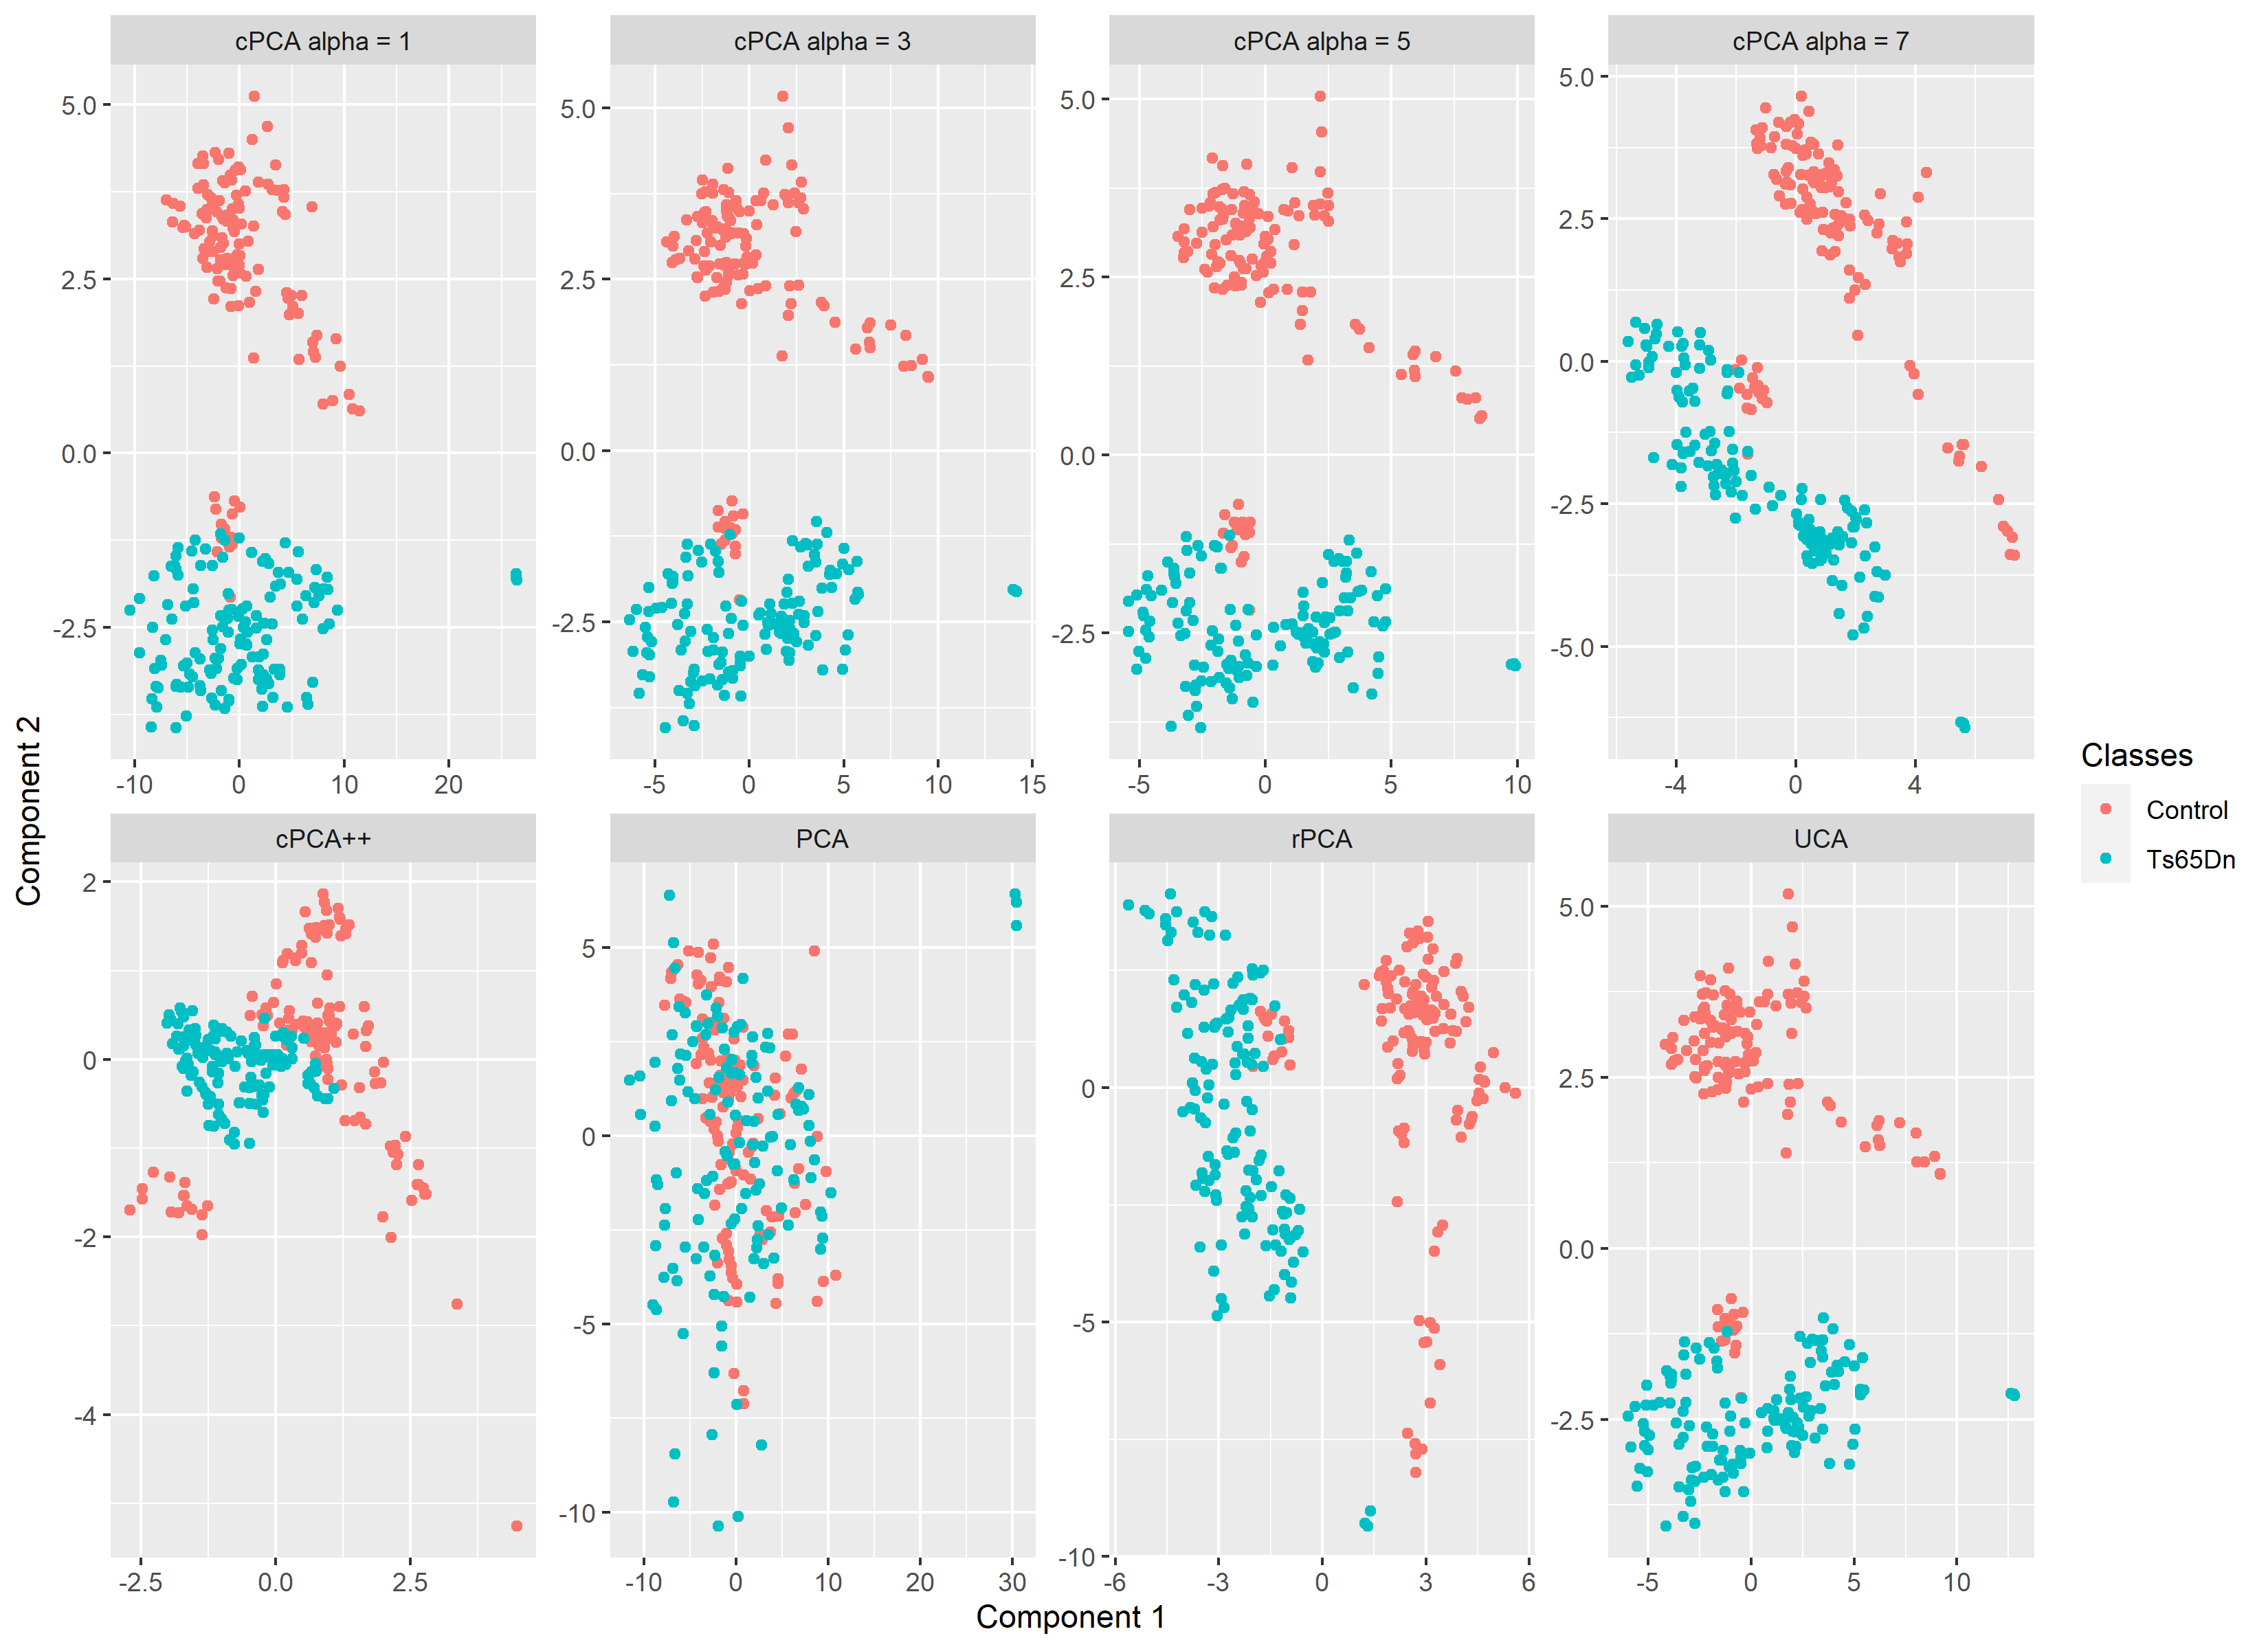 cPCA alpha = 1
cPCA alpha = 3
cPCA alpha = 5
cPCA alpha = 7
5.0
2.5
0.0
-2.5
-10 0 10 20
5.0
2.5
0.0
-2.5
-5 0 5 10 15
5.0
2.5
0.0
-2.5
-5 0 5 10
5.0
2.5
0.0
-2.5
-5.0
-4 0 4
cPCA++
PCA
rPCA
UCA
2
0
-2
-4
-2.5 0.0 2.5
5
0
-5
-10
-10 0 10 20 30
0
-5
-10
-6 -3 0 3 6
5.0
2.5
0.0
-2.5
-5 0 5 10
Component 2
Component 1
Classes
Control
Ts65Dn